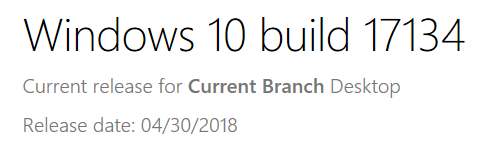 Windows 10 build 17134
Current release for Current Branch Desktop
Release date: 04/30/2018